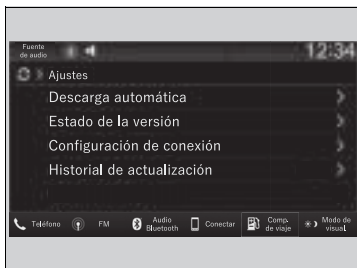 Fuente
de audio
12:34
Ajustes
Descarga automática
Estado de la versión
Configuración de conexión
Historial de actualización
Teléfono
FM
Audio
Bluetooth
Conectar
Comp.
de viaje
Modo de
visual.